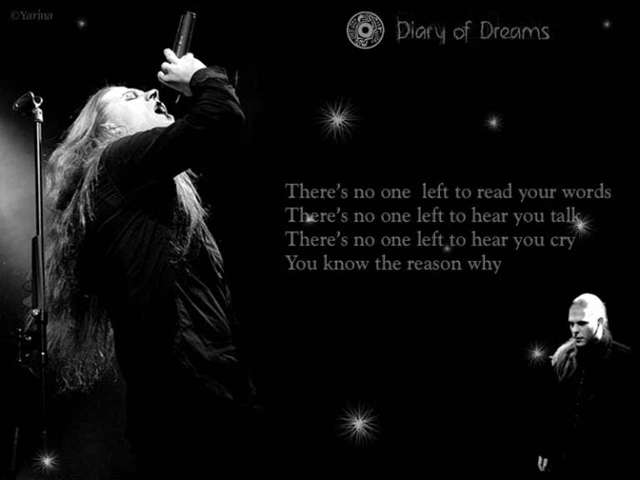 ©Yarina
Diary of Dreams
There's no one left to read your words
There's no one left to hear you talk
There's no one left to hear you cry
You know the reason why